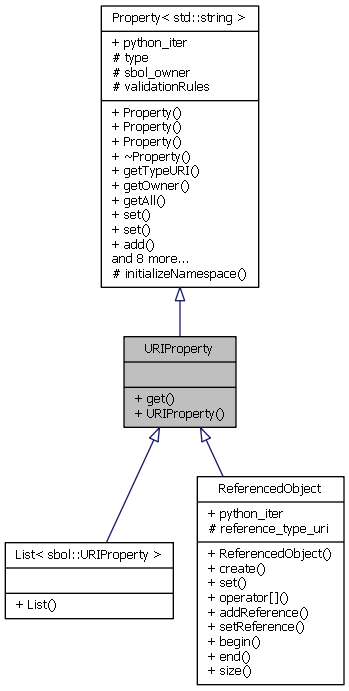 Property< std::string >
+ python_iter
# type
# sbol_owner
# validationRules
+ Property()
+ Property()
+ Property()
+ ~Property()
+ getTypeURI()
+ getOwner()
+ getAll()
+ set()
+ set()
+ add()
and 8 more...
# initializeNamespace()
URIProperty
+ get()
+ URIProperty()
List< sbol::URIProperty >
+ List()
ReferencedObject
+ python_iter
# reference_type_uri
+ ReferencedObject()
+ create()
+ set()
+ operator[]()
+ addReference()
+ setReference()
+ begin()
+ end()
+ size()